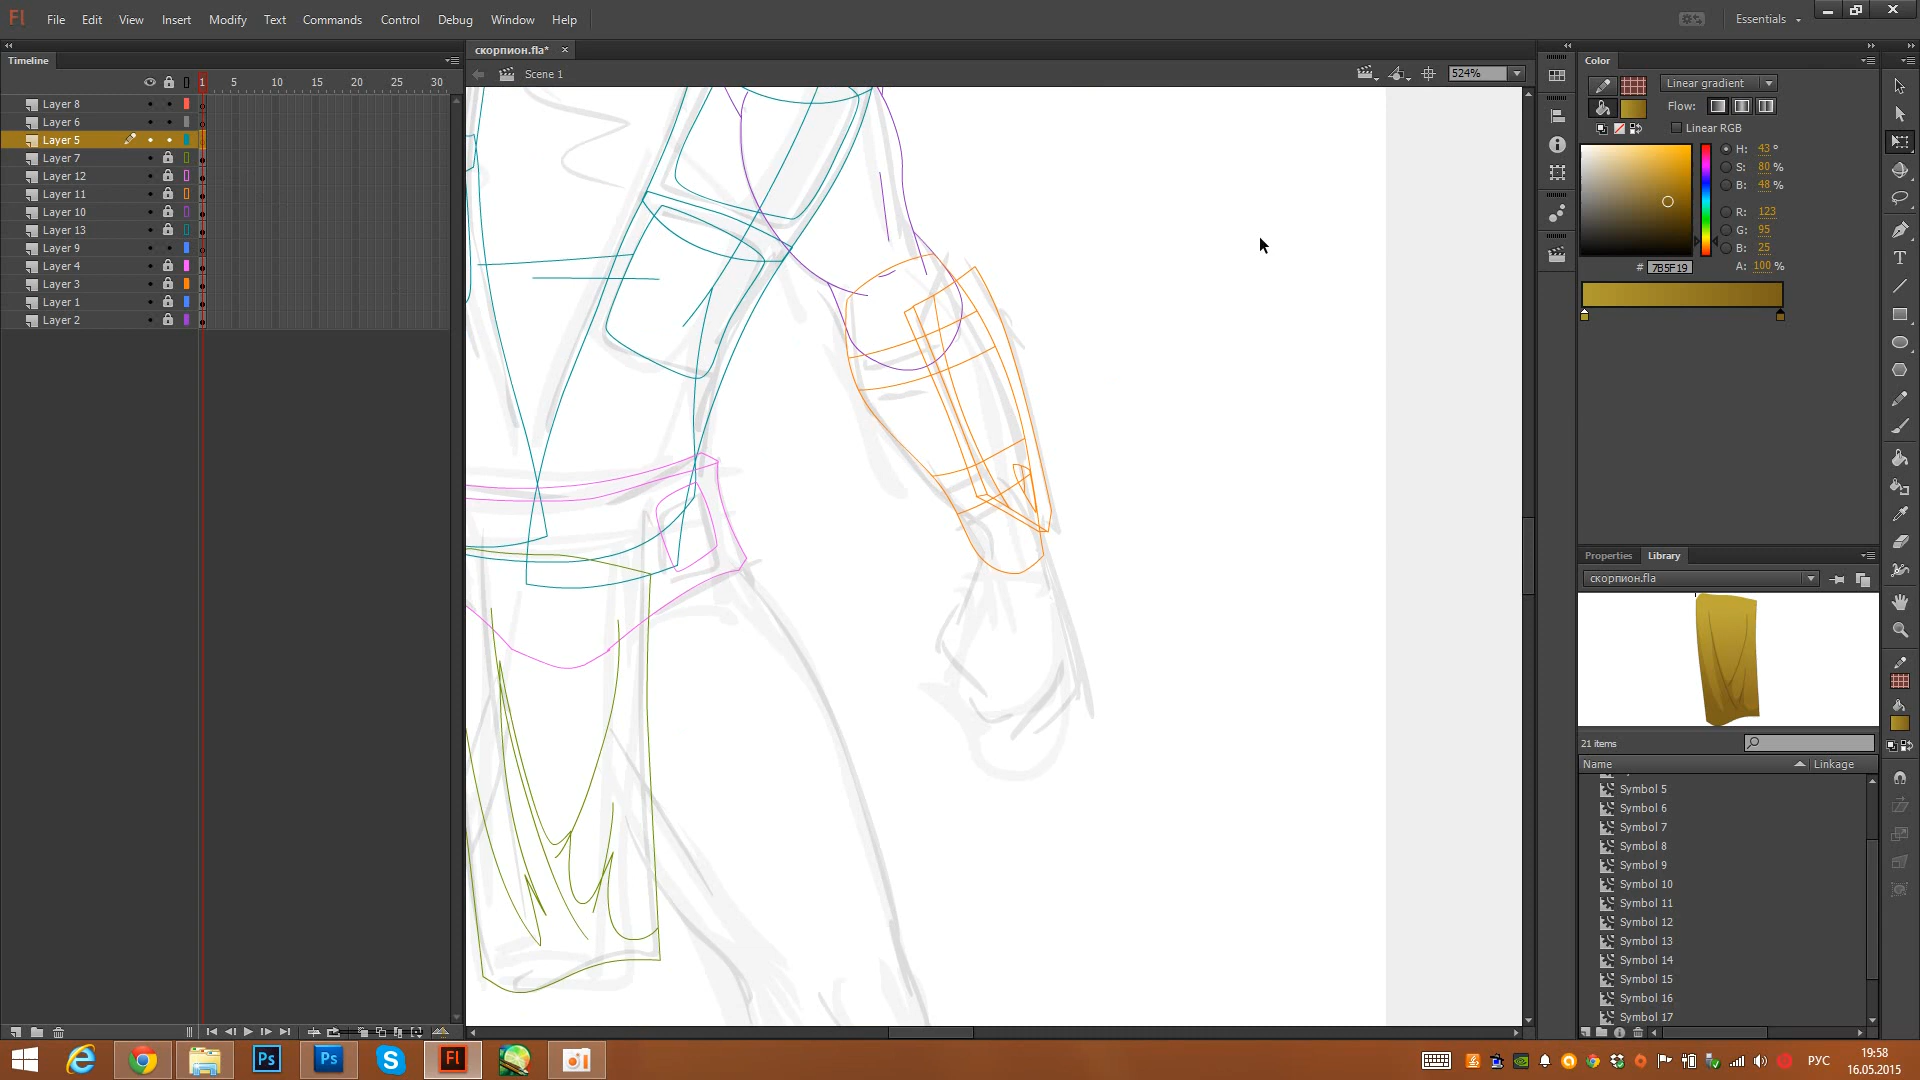 Fl File Edit View Insert Modify Text Commands Control Debug Window Help Essentials
Timeline
скорпион.fla*
Scene 1
524%
1 5 10 15 20 25 30
Layer 8
Layer 6
Layer 5
Layer 7
Layer 12
Layer 11
Layer 10
Layer 13
Layer 9
Layer 4
Layer 3
Layer 1
Layer 2
Color
Linear gradient
Flow:
Linear RGB
H: 43 °
S: 80 %
B: 48 %
R: 123
G: 95
B: 25
# 7B5F19
A: 100 %
Properties Library
скорпион.fla
21 items
Name Linkage
Symbol 5
Symbol 6
Symbol 7
Symbol 8
Symbol 9
Symbol 10
Symbol 11
Symbol 12
Symbol 13
Symbol 14
Symbol 15
Symbol 16
Symbol 17
Ps Ps Fl
РУС
19:58
16.05.2015